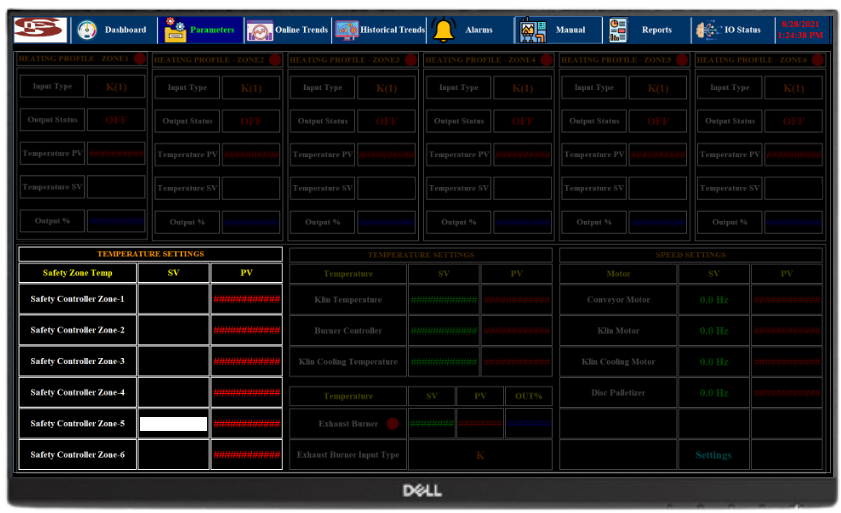 Dashboard
Parameters
Online Trends
Historical Trends
Alarms
Manual
Reports
IO Status
8/28/2021
1:24:38 PM
HEATING PROFILE - ZONE1
HEATING PROFILE - ZONE2
HEATING PROFILE - ZONE3
HEATING PROFILE - ZONE4
HEATING PROFILE - ZONE5
HEATING PROFILE - ZONE6
Input Type K(1) Input Type K(1) Input Type K(1) Input Type K(1) Input Type K(1) Input Type K(1)
Output Status OFF Output Status OFF Output Status OFF Output Status OFF Output Status OFF Output Status OFF
Temperature PV ########## Temperature PV ########## Temperature PV ########## Temperature PV ########## Temperature PV ########## Temperature PV ##########
Temperature SV Temperature SV Temperature SV Temperature SV Temperature SV Temperature SV
Output % ########## Output % ########## Output % ########## Output % ########## Output % ########## Output % ##########
TEMPERATURE SETTINGS
Safety Zone Temp SV PV
Safety Controller Zone-1 ############
Safety Controller Zone-2 ############
Safety Controller Zone-3 ############
Safety Controller Zone-4 ############
Safety Controller Zone-5 ############
Safety Controller Zone-6 ############
TEMPERATURE SETTINGS
Temperature SV PV
Klin Temperature ############ ############
Burner Controller ############ ############
Klin Cooling Temperature ############ ############
Temperature SV PV OUT%
Exhaust Burner ######## ######## ########
Exhaust Burner Input Type K
SPEED SETTINGS
Motor SV PV
Conveyor Motor 0.0 Hz ############
Klin Motor 0.0 Hz ############
Klin Cooling Motor 0.0 Hz ############
Disc Palletizer 0.0 Hz ############
Settings
DELL